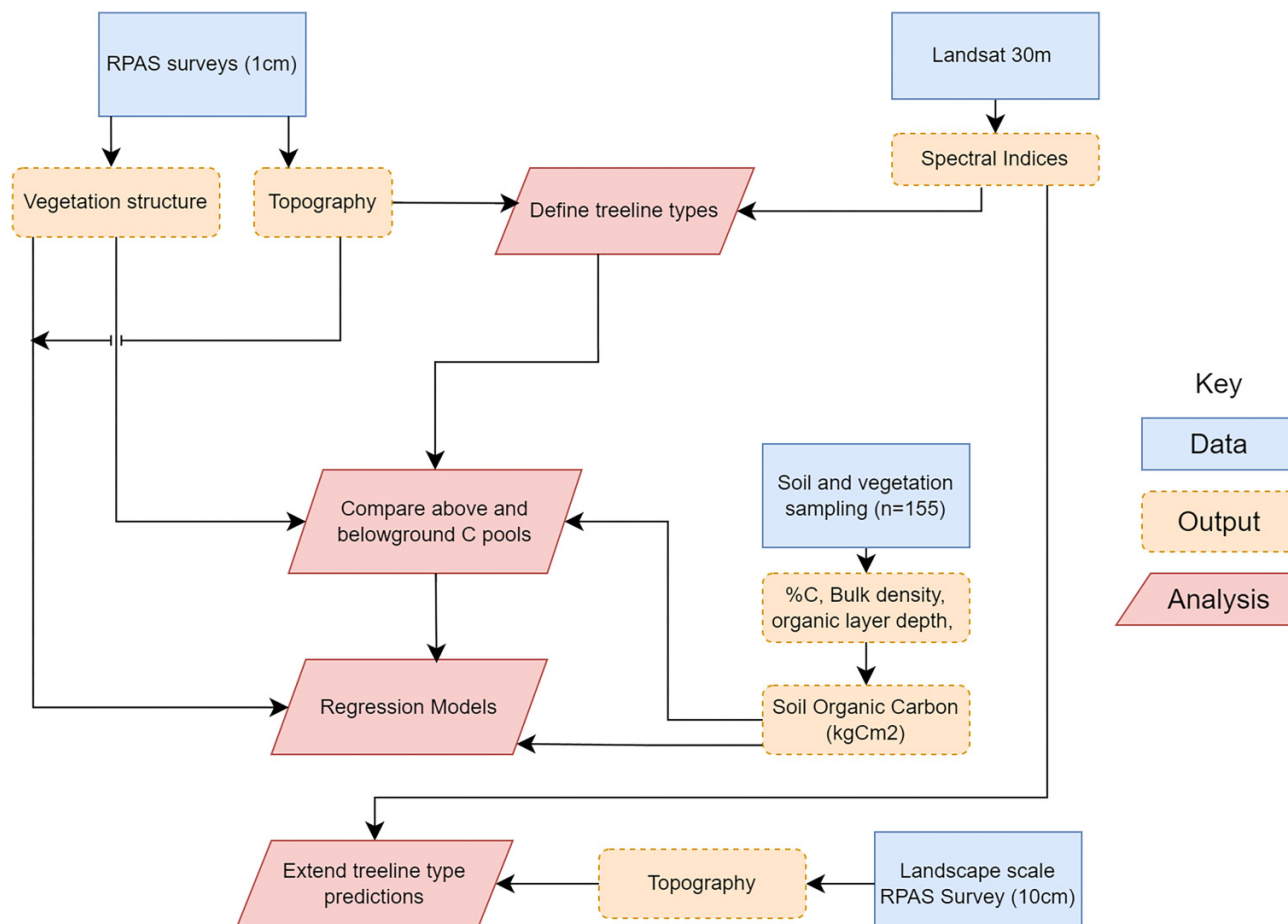 RPAS surveys (1cm)
Landsat 30m
Spectral Indices
Vegetation structure
Topography
Define treeline types
Key
Data
Output
Analysis
Compare above and
belowground C pools
Soil and vegetation
sampling (n=155)
%C, Bulk density,
organic layer depth,
Regression Models
Soil Organic Carbon
(kgCm2)
Extend treeline type
predictions
Topography
Landscape scale
RPAS Survey (10cm)